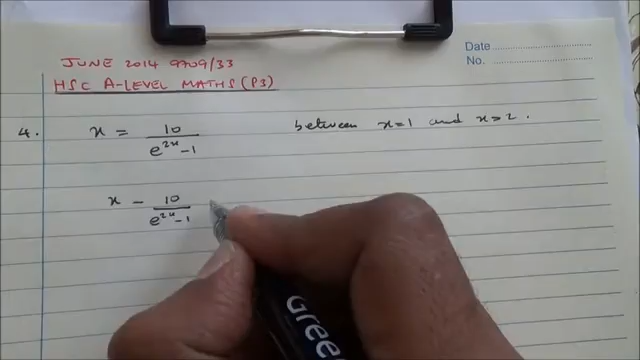 Date
No.
JUNE 2014 9709/33
HSC A-LEVEL MATHS (P3)
4. x = 10/(e^{2x} - 1) between x=1 and x=2.
x - 10/(e^{2x} - 1)
Gree